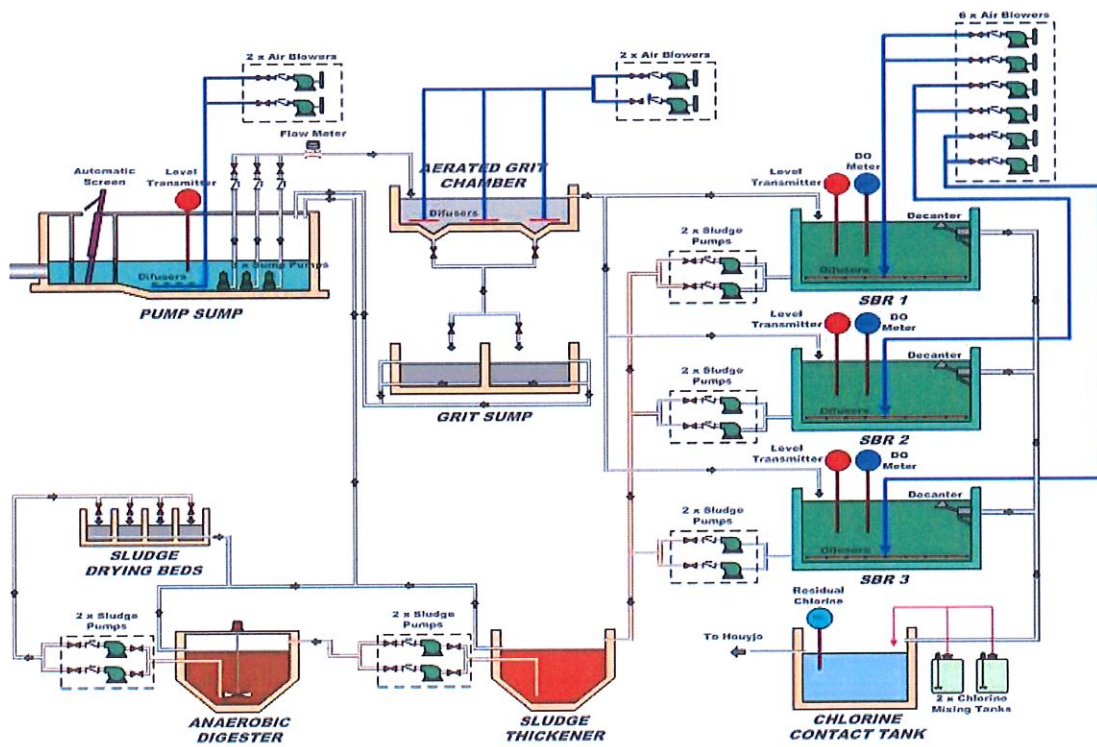 6 x Air Blowers
2 x Air Blowers
2 x Air Blowers
Flow Meter
Automatic
Screen
Level
Transmitter
AERATED GRIT
CHAMBER
Difusers
Difusers
3 x Sump Pumps
PUMP SUMP
GRIT SUMP
Level
Transmitter
DO
Meter
Decanter
2 x Sludge
Pumps
Difusers
SBR 1
Level
Transmitter
DO
Meter
Decanter
2 x Sludge
Pumps
Difusers
SBR 2
Level
Transmitter
DO
Meter
Decanter
2 x Sludge
Pumps
Difusers
SBR 3
SLUDGE
DRYING BEDS
2 x Sludge
Pumps
ANAEROBIC
DIGESTER
2 x Sludge
Pumps
SLUDGE
THICKENER
Residual
Chlorine
To Houyjo
CHLORINE
CONTACT TANK
2 x Chlorine
Mixing Tanks